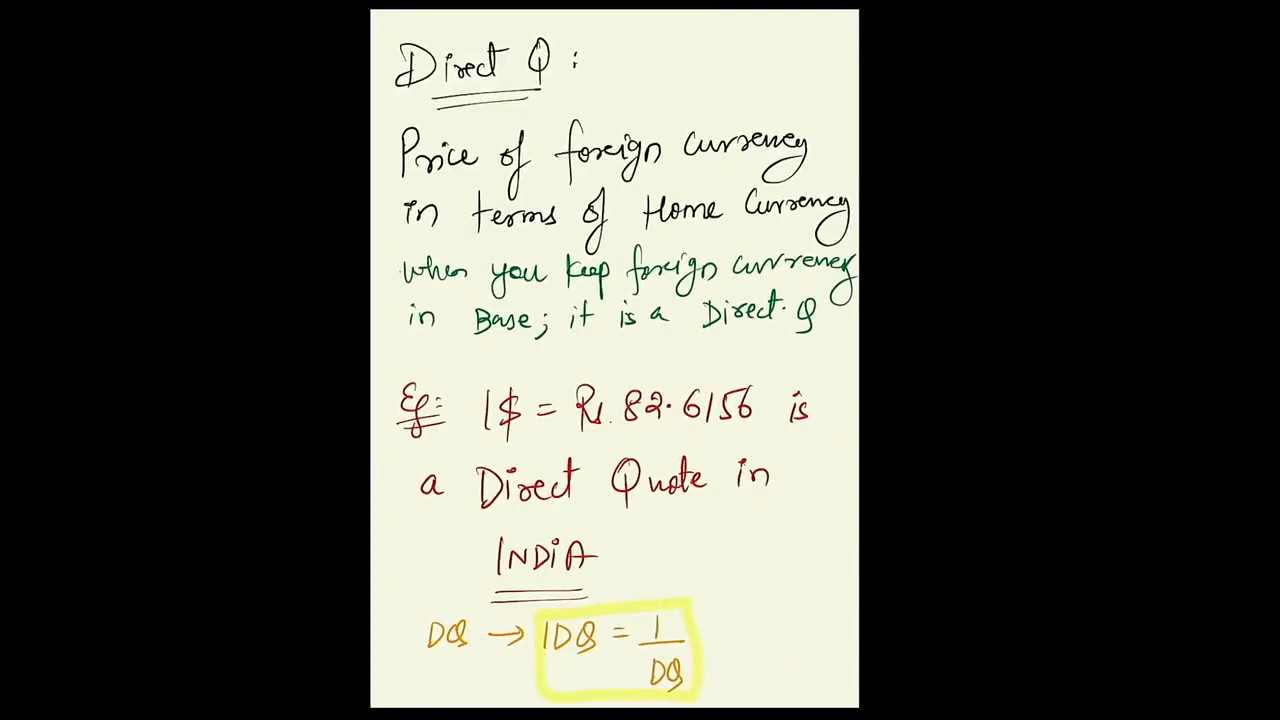 Direct Q :
Price of foreign currency
in terms of Home Currency
when you keep foreign currency
in Base; it is a Direct. Q
Eg:- 1$ = Rs. 82.6156 is
a Direct Quote in
INDiA
DQ → IDQ = 1/DQ